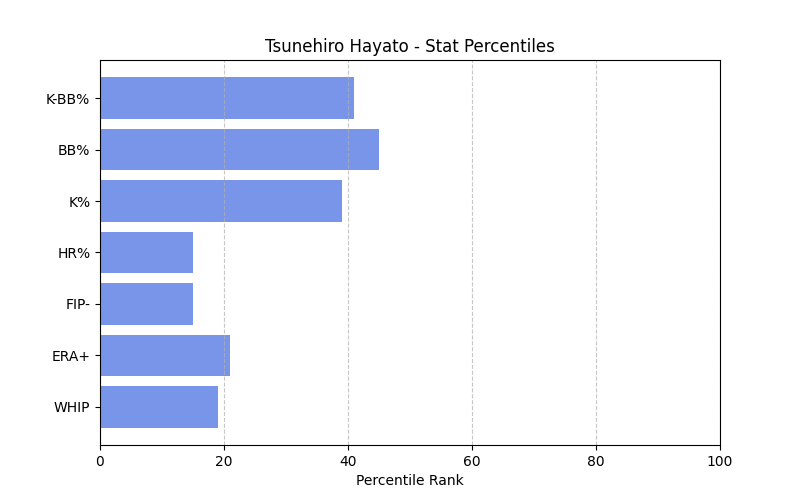 Tsunehiro Hayato - Stat Percentiles
K-BB%
BB%
K%
HR%
FIP-
ERA+
WHIP
0 20 40 60 80 100
Percentile Rank